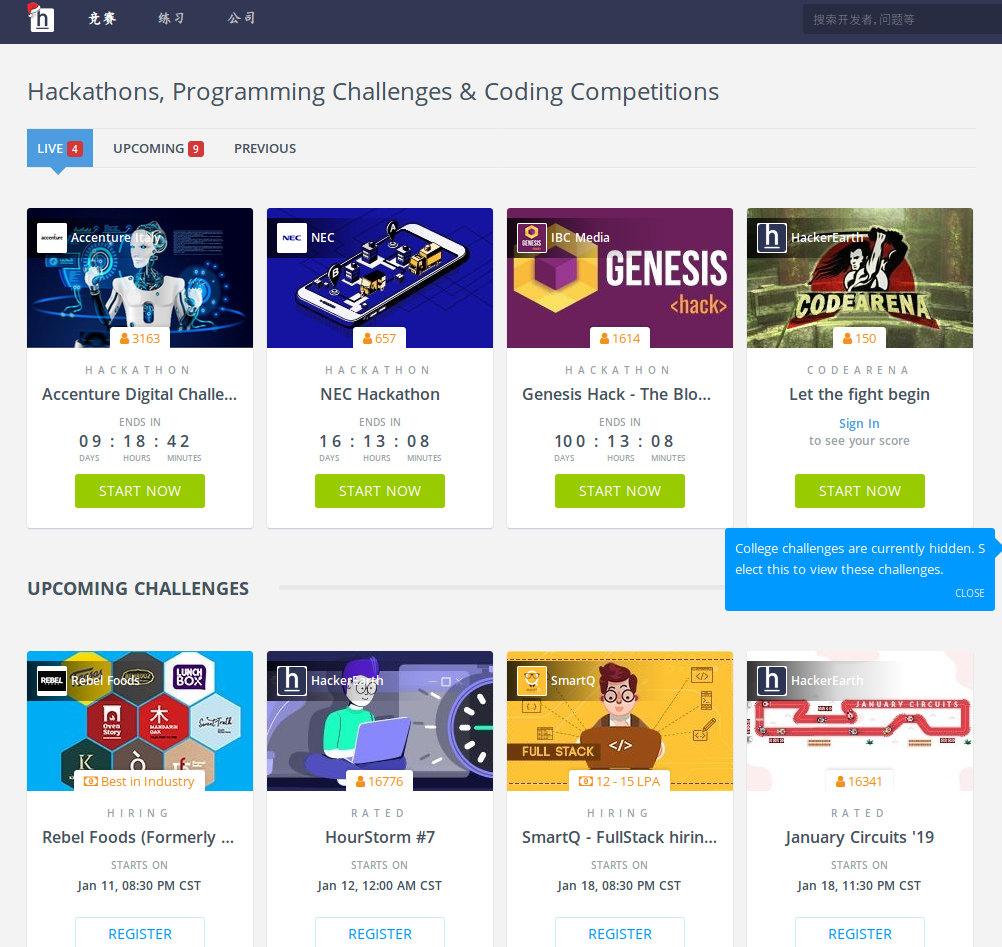 h 竞赛 练习 公司 搜索开发者, 问题等
Hackathons, Programming Challenges & Coding Competitions
LIVE 4 UPCOMING 9 PREVIOUS
accenture Accenture Italy
3163
HACKATHON
Accenture Digital Challe...
ENDS IN
09 : 18 : 42
DAYS HOURS MINUTES
START NOW
NEC NEC
A
B
657
HACKATHON
NEC Hackathon
ENDS IN
16 : 13 : 08
DAYS HOURS MINUTES
START NOW
GENESIS IBC Media
GENESIS
<hack>
1614
HACKATHON
Genesis Hack - The Blo...
ENDS IN
100 : 13 : 08
DAYS HOURS MINUTES
START NOW
h HackerEarth
CODEARENA
150
CODEARENA
Let the fight begin
Sign In
to see your score
START NOW
College challenges are currently hidden. S
elect this to view these challenges.
CLOSE
UPCOMING CHALLENGES
REBEL Rebel Foods
LUNCH
BOX
Oven
Story
MANDARIN
OAK
Sweet Truth
Best in Industry
HIRING
Rebel Foods (Formerly ...
STARTS ON
Jan 11, 08:30 PM CST
REGISTER
h HackerEarth
16776
RATED
HourStorm #7
STARTS ON
Jan 12, 12:00 AM CST
REGISTER
SmartQ
</>
FULL STACK
12 - 15 LPA
HIRING
SmartQ - FullStack hirin...
STARTS ON
Jan 18, 08:30 PM CST
REGISTER
h HackerEarth
JANUARY CIRCUITS
16341
RATED
January Circuits '19
STARTS ON
Jan 18, 11:30 PM CST
REGISTER